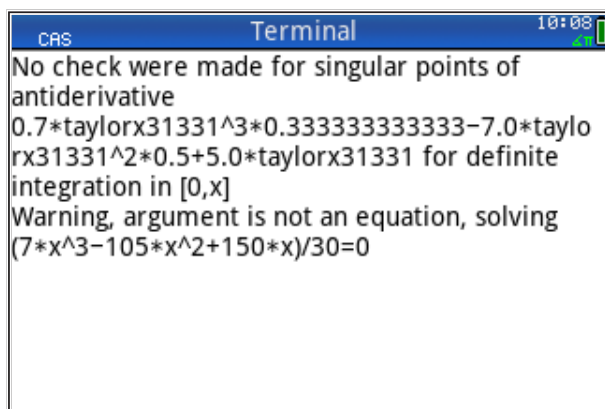 CAS Terminal 10:08
∡π
No check were made for singular points of
antiderivative
0.7*taylorx31331^3*0.333333333333−7.0*taylo
rx31331^2*0.5+5.0*taylorx31331 for definite
integration in [0,x]
Warning, argument is not an equation, solving
(7*x^3−105*x^2+150*x)/30=0